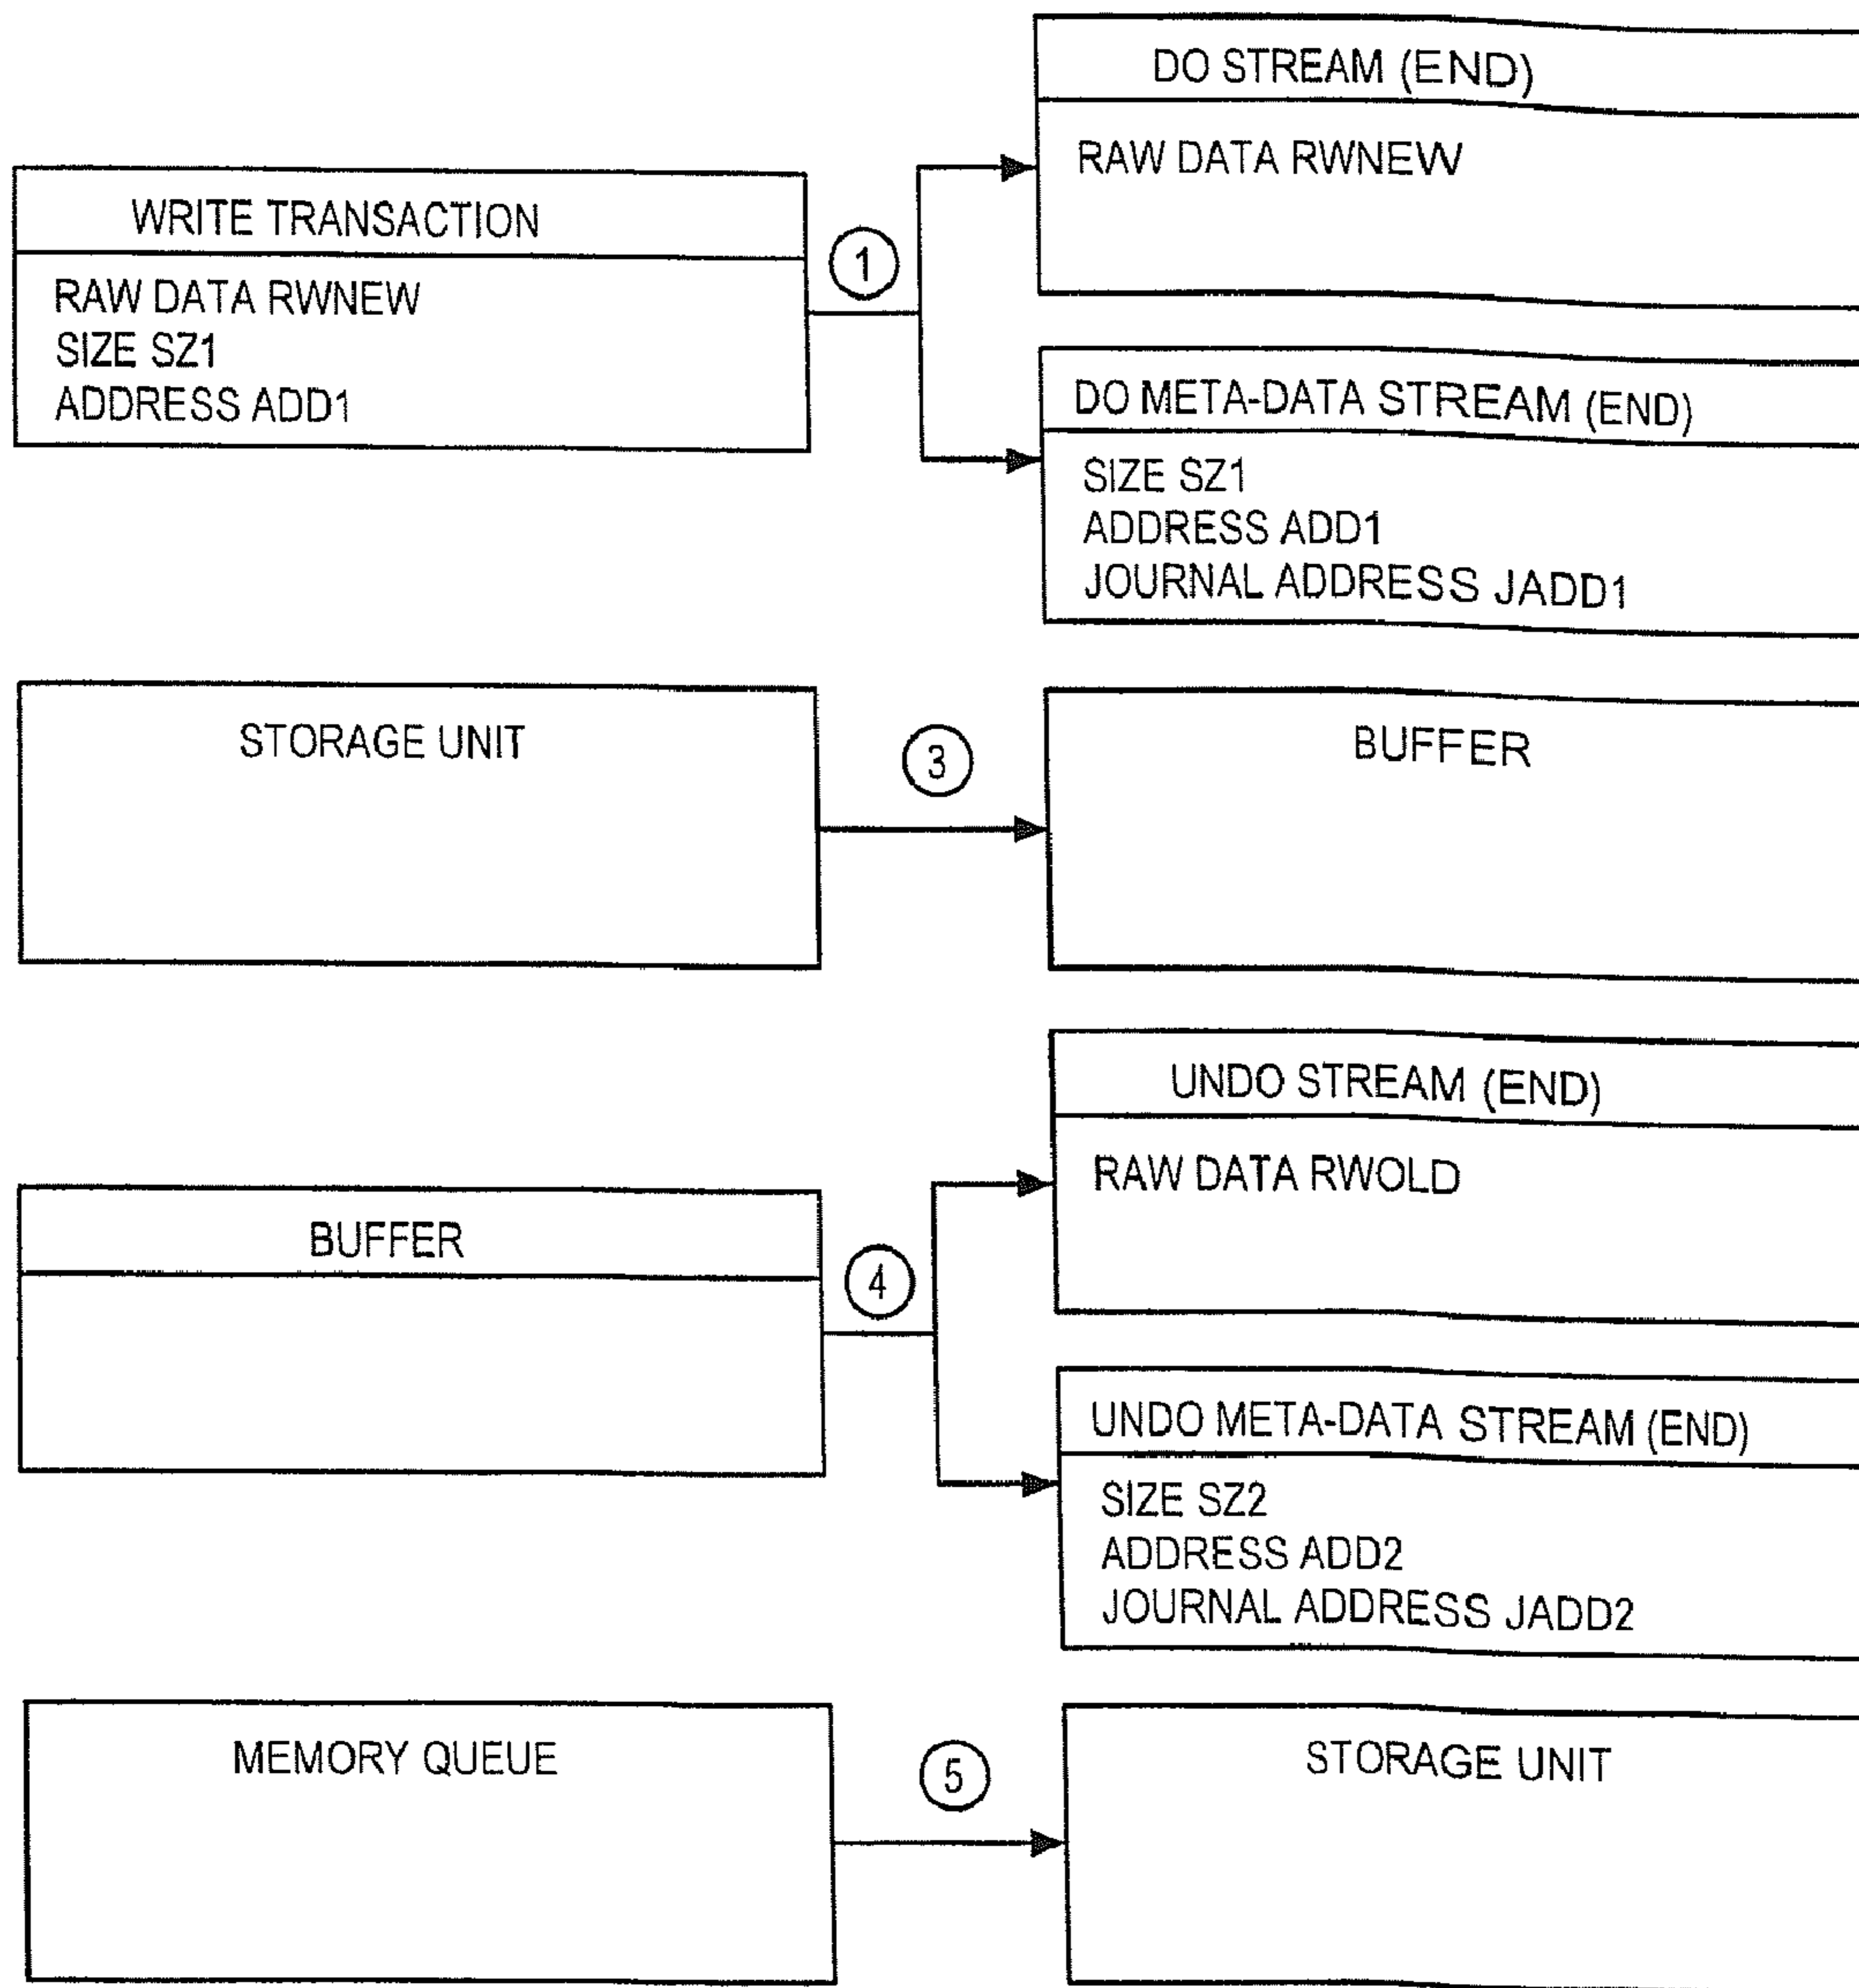 DO STREAM (END)
RAW DATA RWNEW
WRITE TRANSACTION
RAW DATA RWNEW
SIZE SZ1
ADDRESS ADD1
1
DO META-DATA STREAM (END)
SIZE SZ1
ADDRESS ADD1
JOURNAL ADDRESS JADD1
STORAGE UNIT
3
BUFFER
BUFFER
4
UNDO STREAM (END)
RAW DATA RWOLD
UNDO META-DATA STREAM (END)
SIZE SZ2
ADDRESS ADD2
JOURNAL ADDRESS JADD2
MEMORY QUEUE
5
STORAGE UNIT